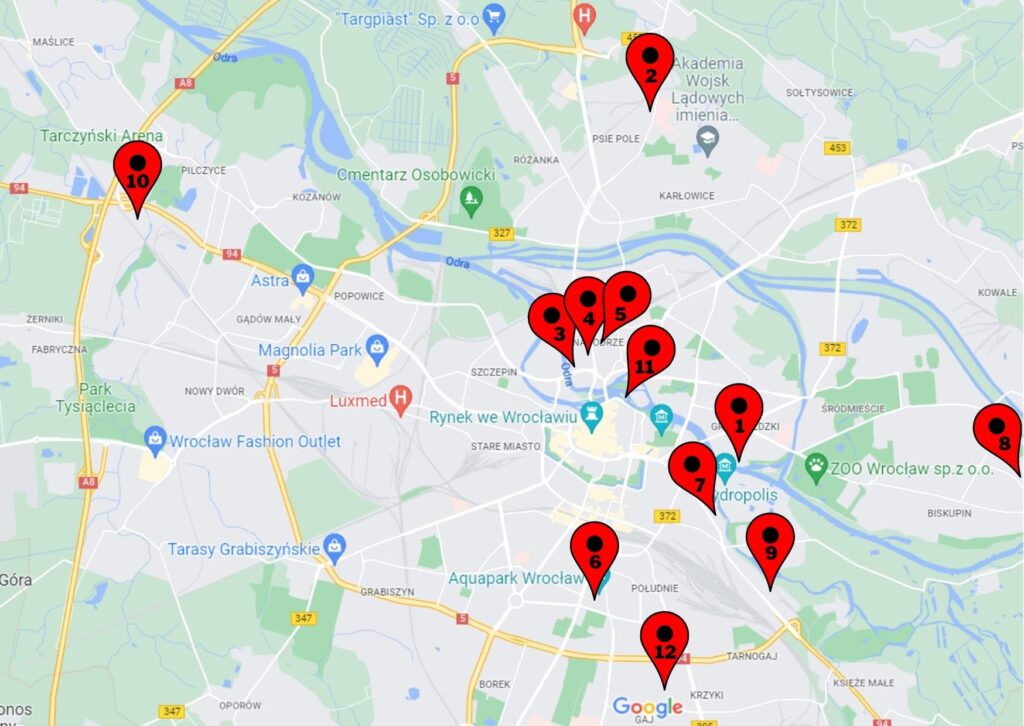 "Targpiast" Sp. z o.o
H
MAŚLICE
Odra
5
2
Akademia
Wojsk
Lądowych
imienia...
A8
SOŁTYSOWICE
Tarczyński Arena
PSIE POLE
453
10
PILCZYCE
RÓŻANKA
Cmentarz Osobowicki
94
KOZANÓW
KARŁOWICE
372
327
94
Odra
Astra
POPOWICE
KOWALE
ŻERNIKI
GĄDÓW MAŁY
3
4
5
FABRYCZNA
Magnolia Park
372
11
5
SZCZEPIN
Odra
Park
Tysiąclecia
NOWY DWÓR
Luxmed
H
ŚRÓDMIEŚCIE
Rynek we Wrocławiu
1
Wrocław Fashion Outlet
STARE MIASTO
8
ZOO Wrocław sp.z o.o.
A8
7
Hydropolis
372
BISKUPIN
Tarasy Grabiszyńskie
9
6
Aquapark Wrocław
Góra
GRABISZYN
POŁUDNIE
347
5
12
TARNOGAJ
BOREK
KSIĘŻE MAŁE
OPORÓW
KRZYKI
347
Google
GAJ
94
395